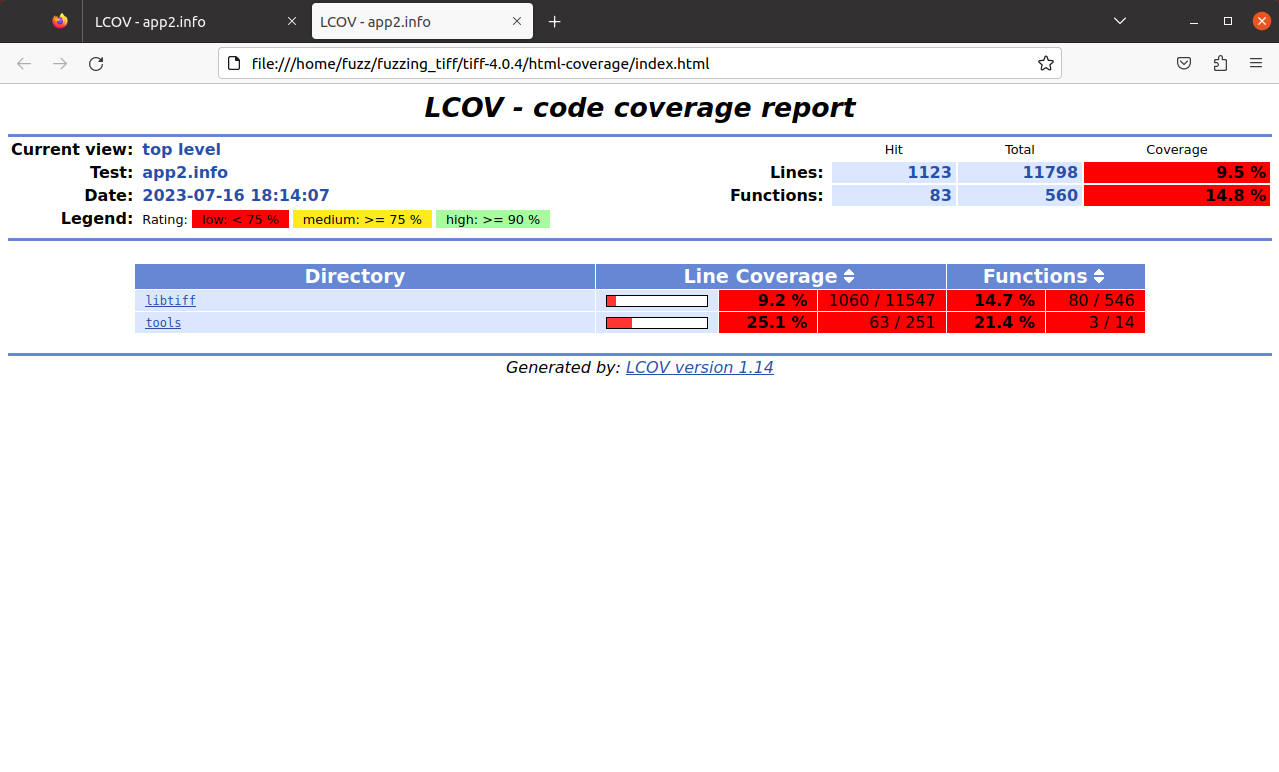 LCOV - app2.info
LCOV - app2.info
file:///home/fuzz/fuzzing_tiff/tiff-4.0.4/html-coverage/index.html
LCOV - code coverage report
Current view: top level
Hit Total Coverage
Test: app2.info
Lines: 1123 11798 9.5 %
Date: 2023-07-16 18:14:07
Functions: 83 560 14.8 %
Legend: Rating: low: < 75 % medium: >= 75 % high: >= 90 %
Directory Line Coverage Functions
libtiff 9.2 % 1060 / 11547 14.7 % 80 / 546
tools 25.1 % 63 / 251 21.4 % 3 / 14
Generated by: LCOV version 1.14